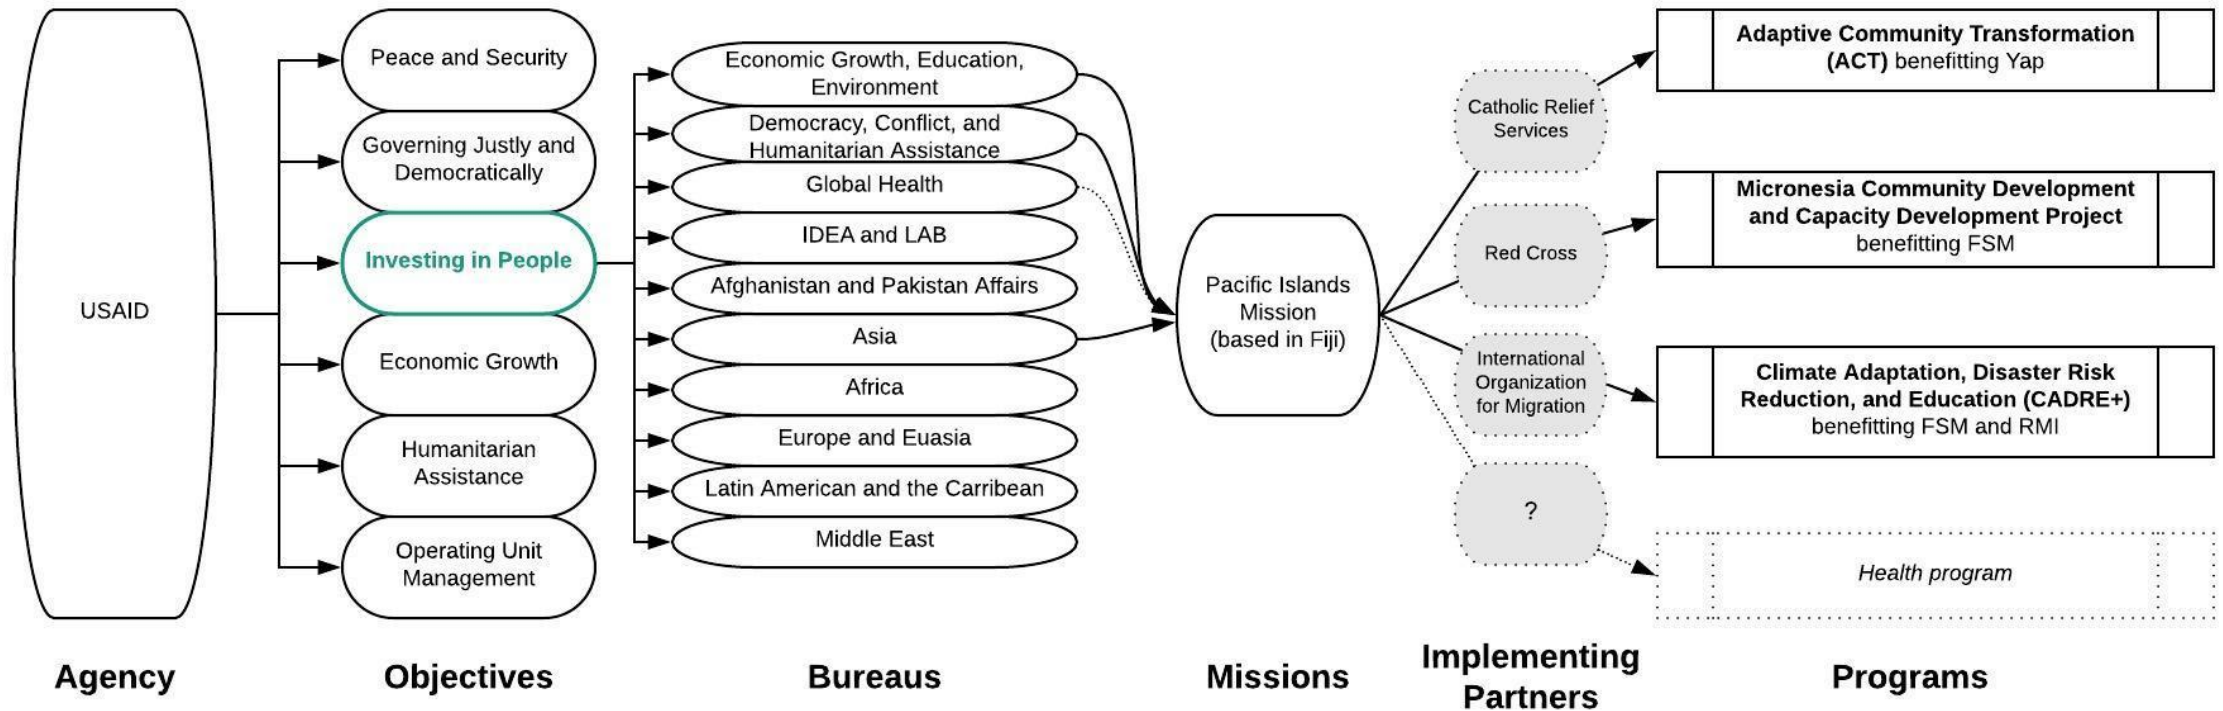 USAID
Peace and Security
Governing Justly and
Democratically
Investing in People
Economic Growth
Humanitarian
Assistance
Operating Unit
Management
Economic Growth, Education,
Environment
Democracy, Conflict, and
Humanitarian Assistance
Global Health
IDEA and LAB
Afghanistan and Pakistan Affairs
Asia
Africa
Europe and Euasia
Latin American and the Carribean
Middle East
Pacific Islands
Mission
(based in Fiji)
Catholic Relief
Services
Red Cross
International
Organization
for Migration
?
Adaptive Community Transformation
(ACT) benefitting Yap
Micronesia Community Development
and Capacity Development Project
benefitting FSM
Climate Adaptation, Disaster Risk
Reduction, and Education (CADRE+)
benefitting FSM and RMI
Health program
Agency
Objectives
Bureaus
Missions
Implementing
Partners
Programs